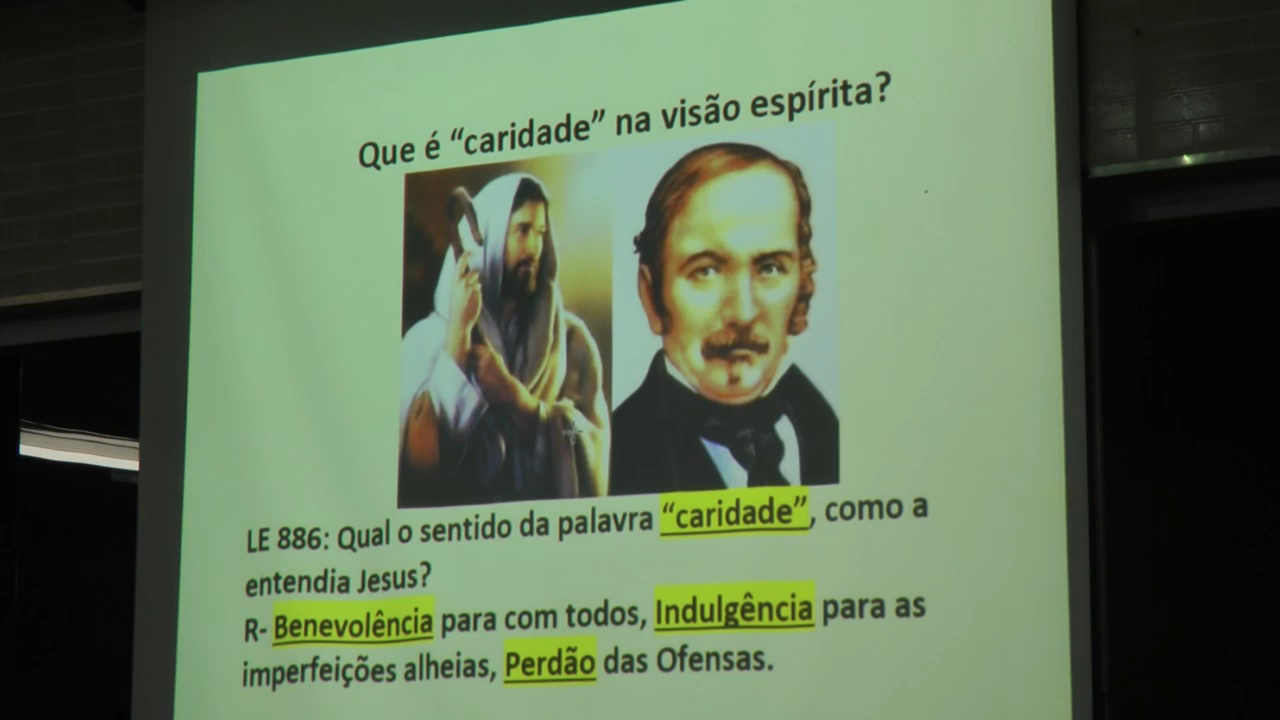 Que é “caridade” na visão espírita?
LE 886: Qual o sentido da palavra “caridade”, como a
entendia Jesus?
R- Benevolência para com todos, Indulgência para as
imperfeições alheias, Perdão das Ofensas.